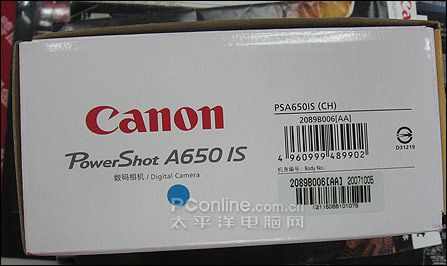 Canon
PowerShot A650 IS
数码相机 / Digital Camera
PSA650IS (CH)
2089B006[AA]
4 960999 489902
机身编号: Body No.
D31219
2089B006[AA] 20071005
PConline.com.cn
太平洋电脑网